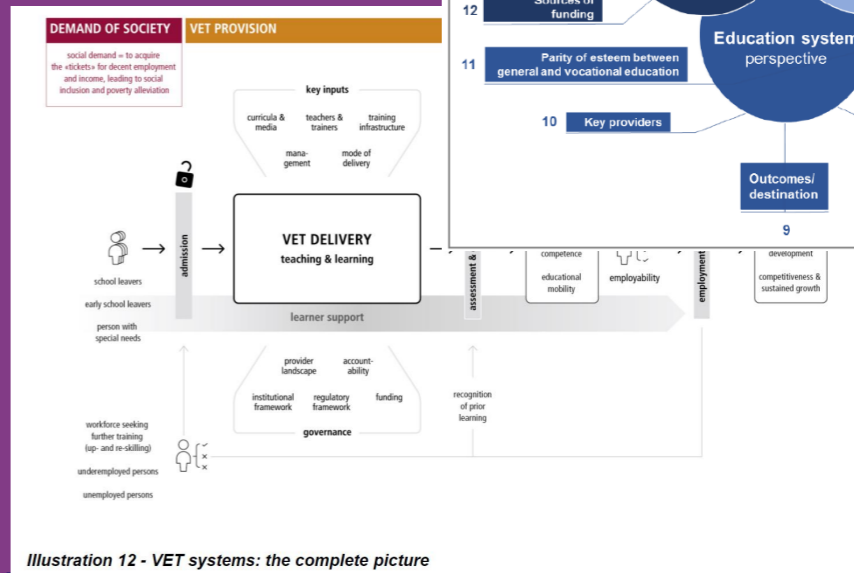 DEMAND OF SOCIETY
VET PROVISION
social demand = to acquire
the «tickets» for decent employment
and income, leading to social
inclusion and poverty alleviation
key inputs
curricula &
media
teachers &
trainers
training
infrastructure
mana-
gement
mode of
delivery
school leavers
early school leavers
person with
special needs
admission
VET DELIVERY
teaching & learning
learner support
assessment &
competence
educational
mobility
employability
employment
development
competitiveness &
sustained growth
provider
landscape
account-
ability
institutional
framework
regulatory
framework
funding
governance
recognition
of prior
learning
workforce seeking
further training
(up- and re-skilling)
underemployed persons
unemployed persons
12
Sources of
funding
11
Parity of esteem between
general and vocational education
10
Key providers
Education system
perspective
Outcomes/
destination
9
Illustration 12 - VET systems: the complete picture